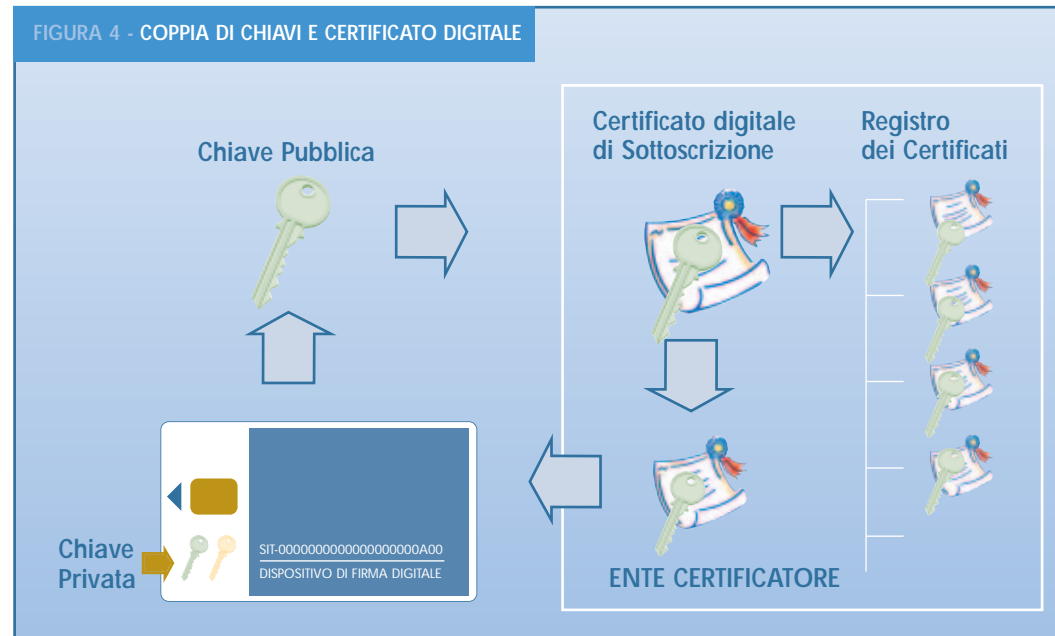 FIGURA 4 - COPPIA DI CHIAVI E CERTIFICATO DIGITALE
Chiave Pubblica
Certificato digitale
di Sottoscrizione
Registro
dei Certificati
Chiave
Privata
SIT-0000000000000000000A00
DISPOSITIVO DI FIRMA DIGITALE
ENTE CERTIFICATORE